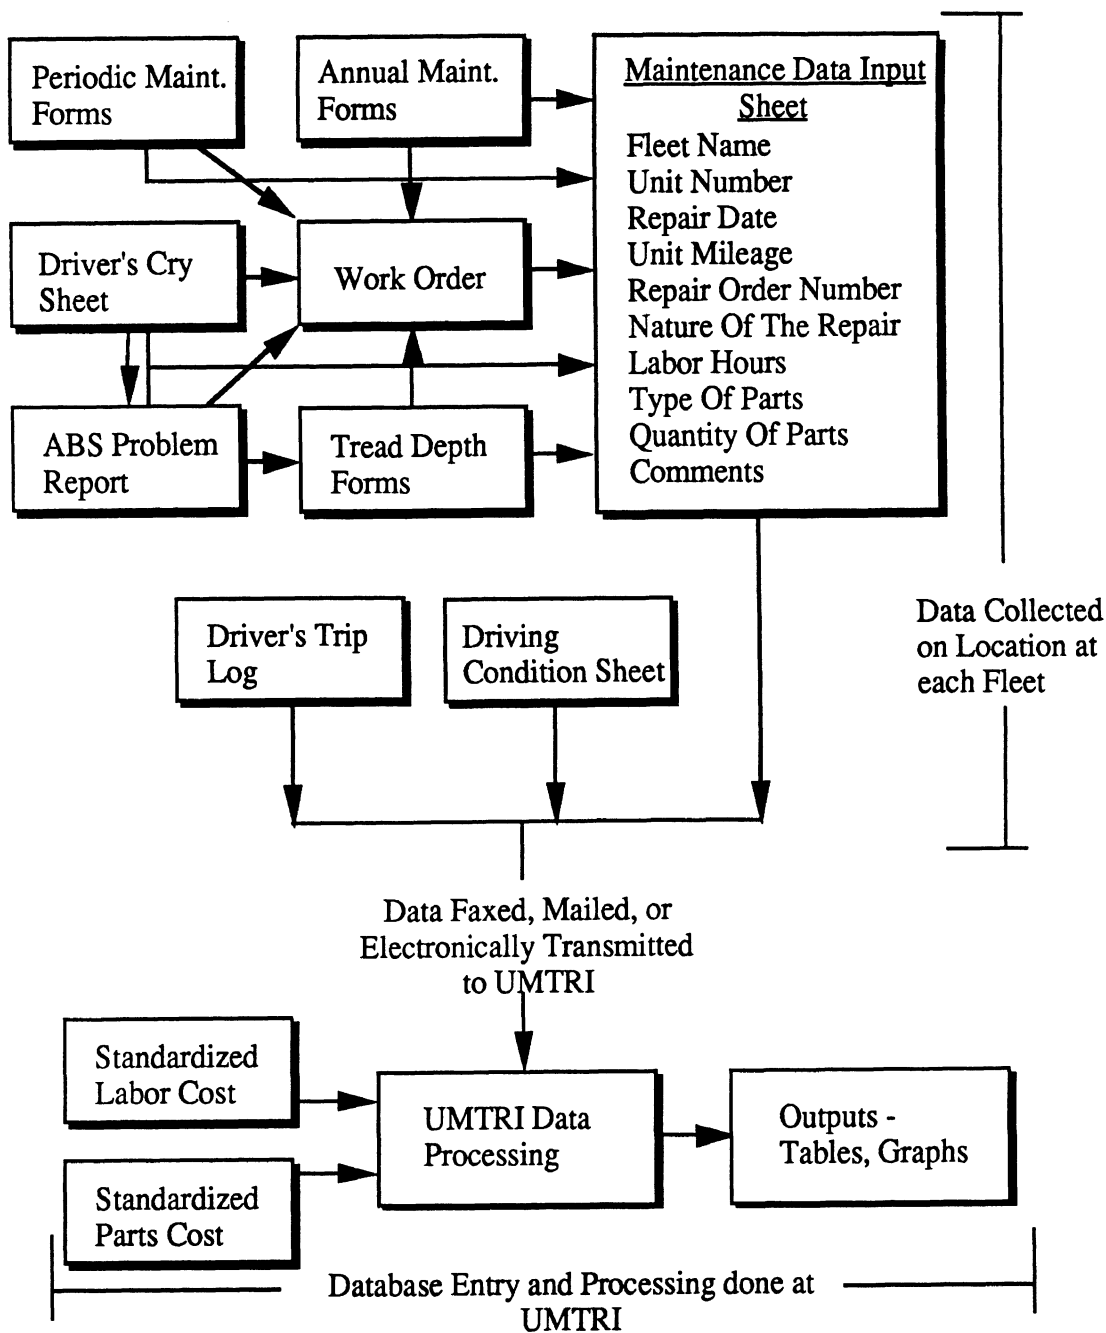 Periodic Maint.
Forms
Annual Maint.
Forms
Maintenance Data Input
Sheet
Fleet Name
Unit Number
Repair Date
Unit Mileage
Repair Order Number
Nature Of The Repair
Labor Hours
Type Of Parts
Quantity Of Parts
Comments
Driver's Cry
Sheet
Work Order
ABS Problem
Report
Tread Depth
Forms
Driver's Trip
Log
Driving
Condition Sheet
Data Collected
on Location at
each Fleet
Data Faxed, Mailed, or
Electronically Transmitted
to UMTRI
Standardized
Labor Cost
UMTRI Data
Processing
Outputs -
Tables, Graphs
Standardized
Parts Cost
Database Entry and Processing done at
UMTRI